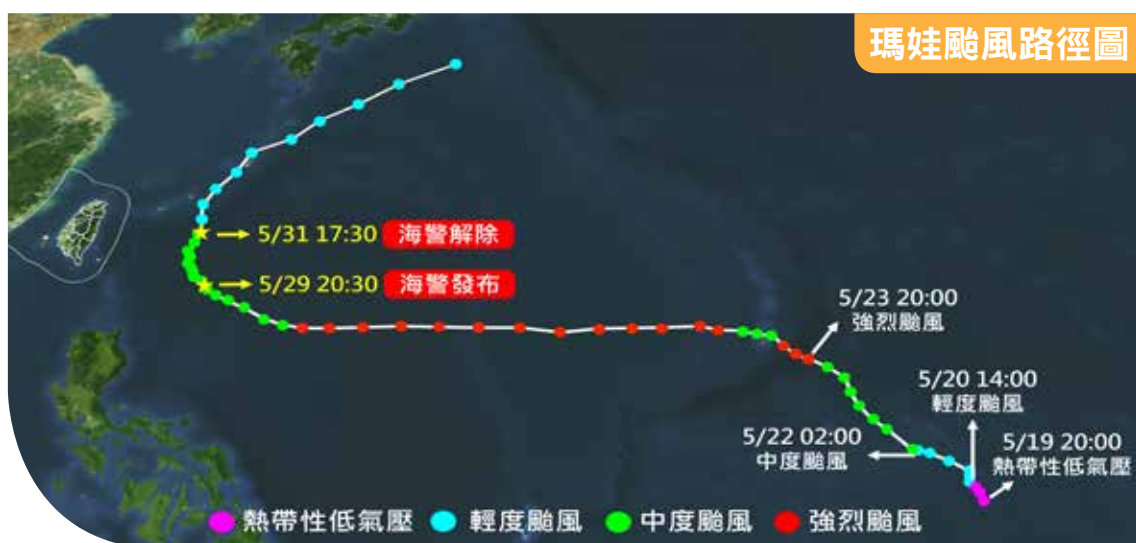 瑪娃颱風路徑圖
5/31 17:30 海警解除
5/29 20:30 海警發布
5/23 20:00
強烈颱風
5/20 14:00
輕度颱風
5/22 02:00
中度颱風
5/19 20:00
熱帶性低氣壓
熱帶性低氣壓 輕度颱風 中度颱風 強烈颱風